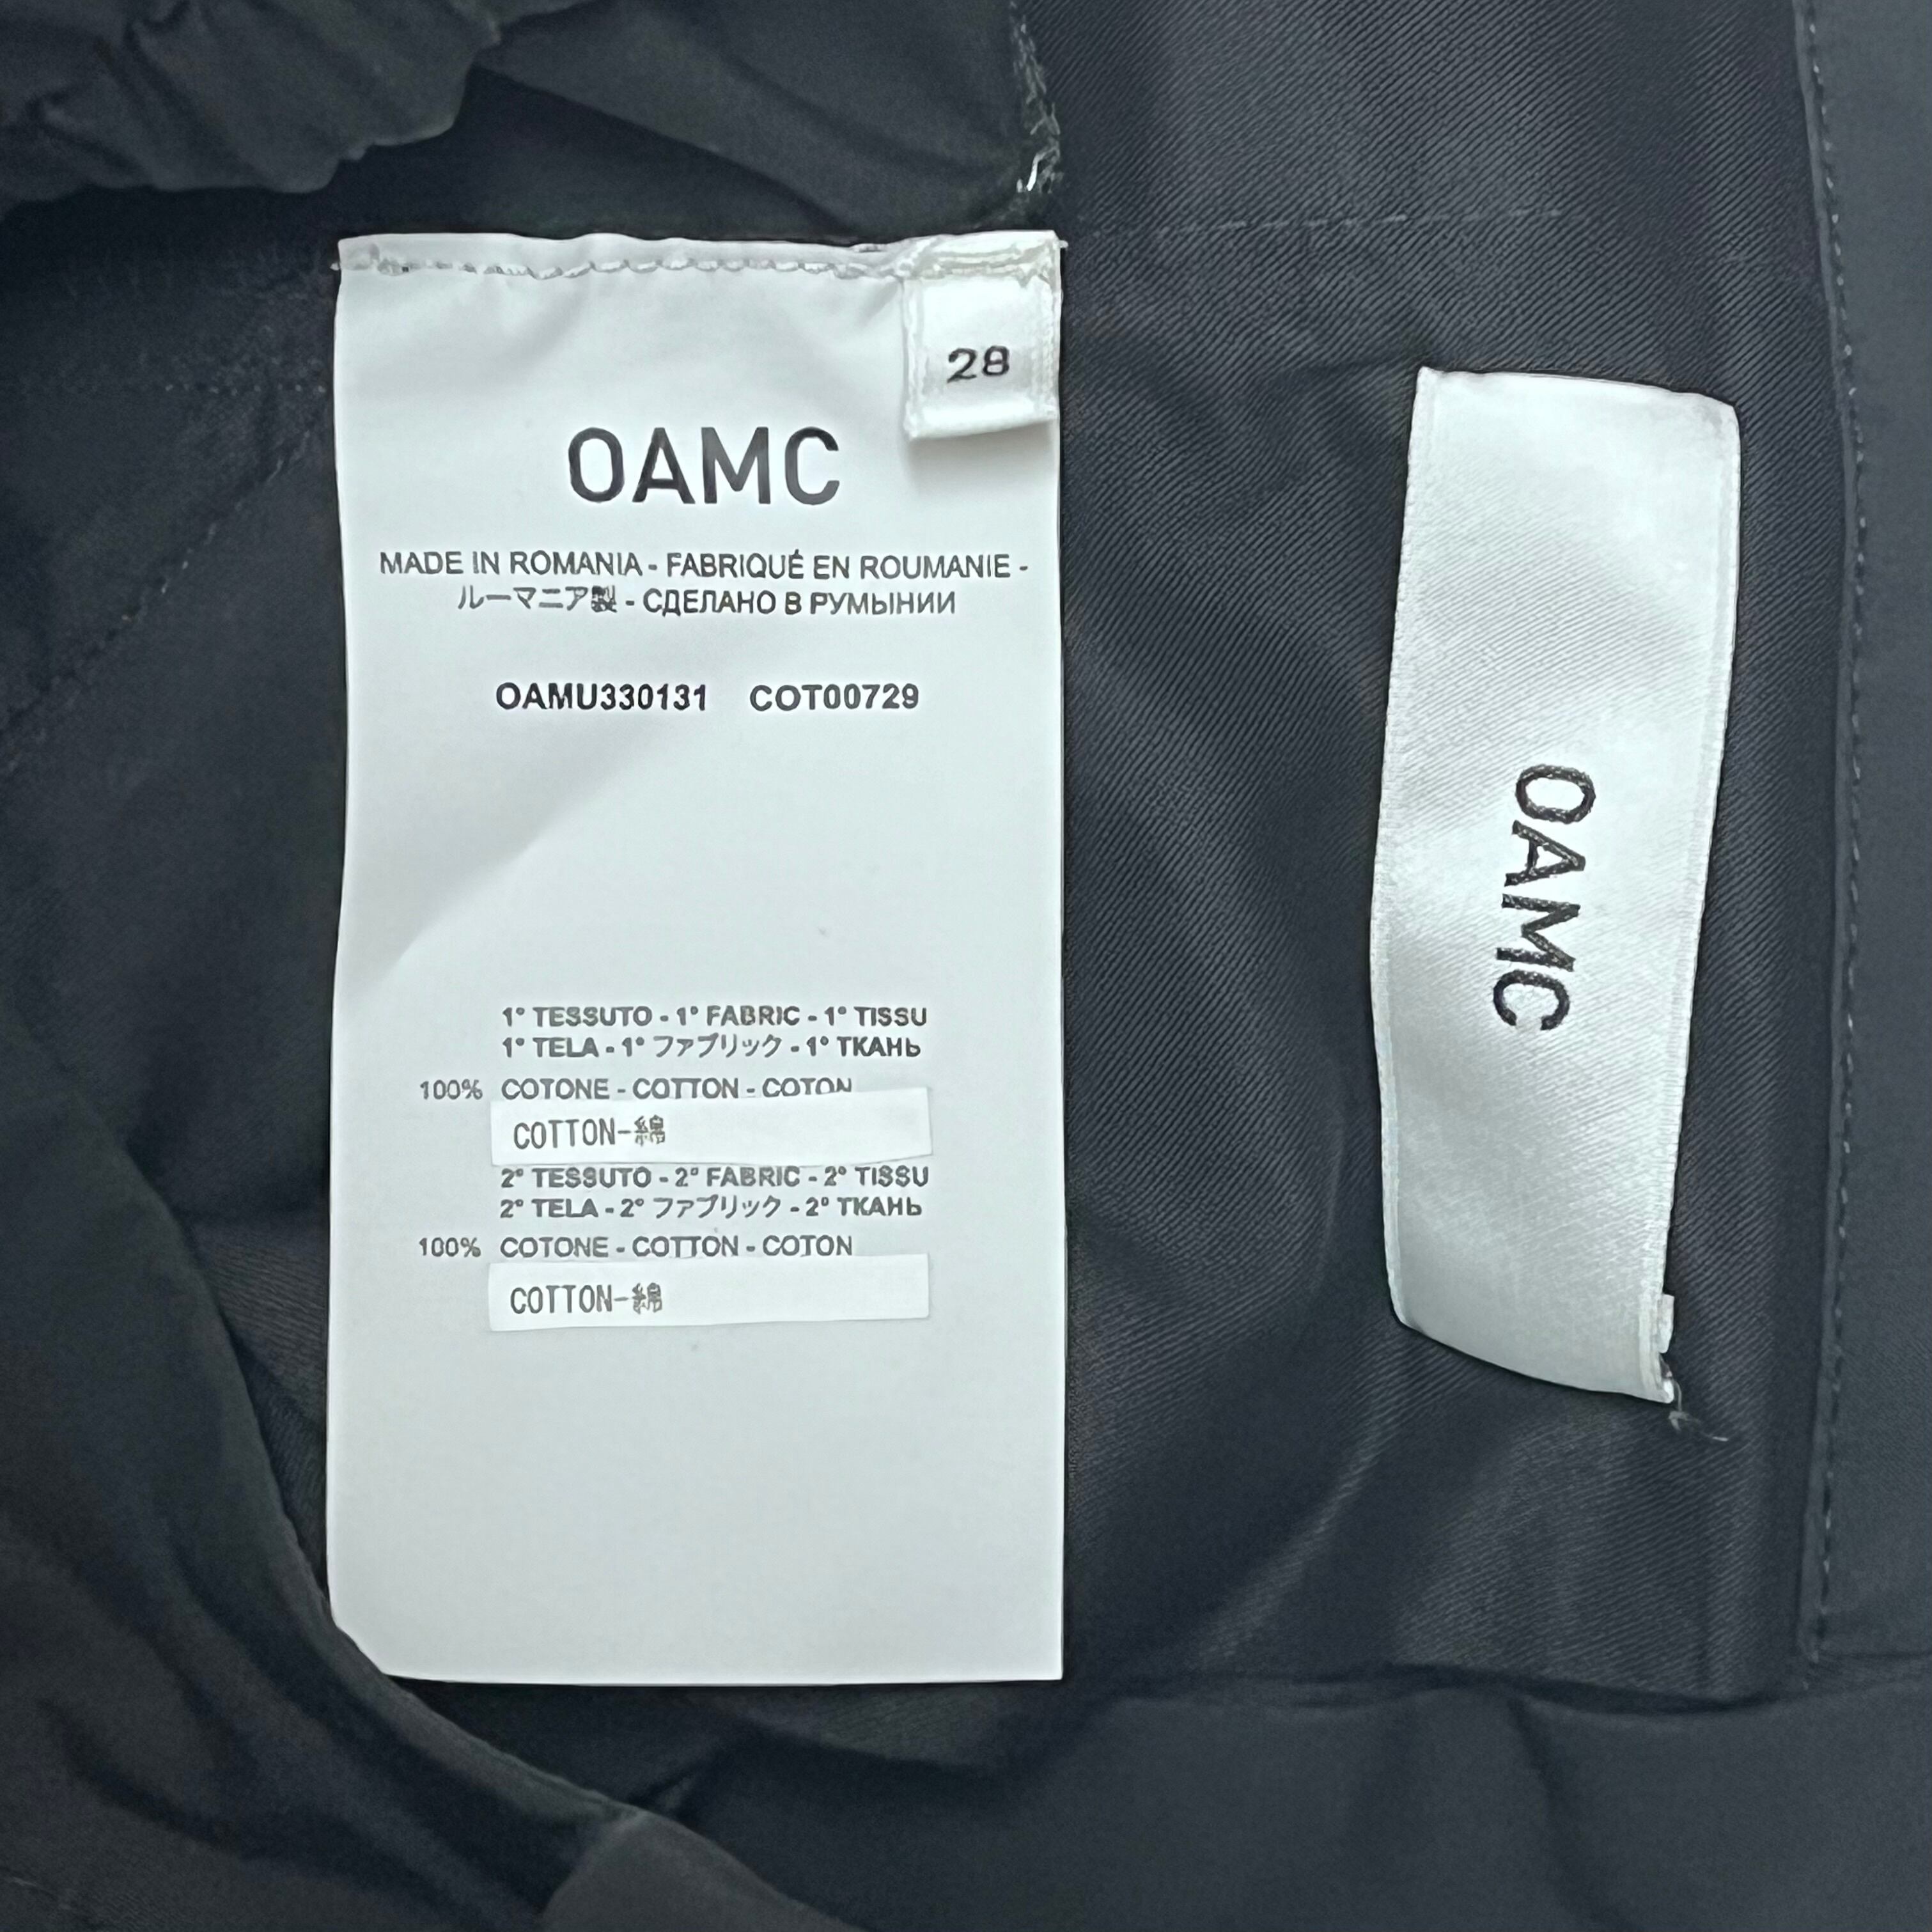 28
OAMC
MADE IN ROMANIA - FABRIQUÉ EN ROUMANIE -
ルーマニア製 - СДЕЛАНО В РУМЫНИИ
OAMU330131 COT00729
1° TESSUTO - 1° FABRIC - 1° TISSU
1° TELA - 1° ファブリック - 1° ТКАНЬ
100% COTONE - COTTON - COTON
COTTON-綿
2° TESSUTO - 2° FABRIC - 2° TISSU
2° TELA - 2° ファブリック - 2° ТКАНЬ
100% COTONE - COTTON - COTON
COTTON-綿
OAMC